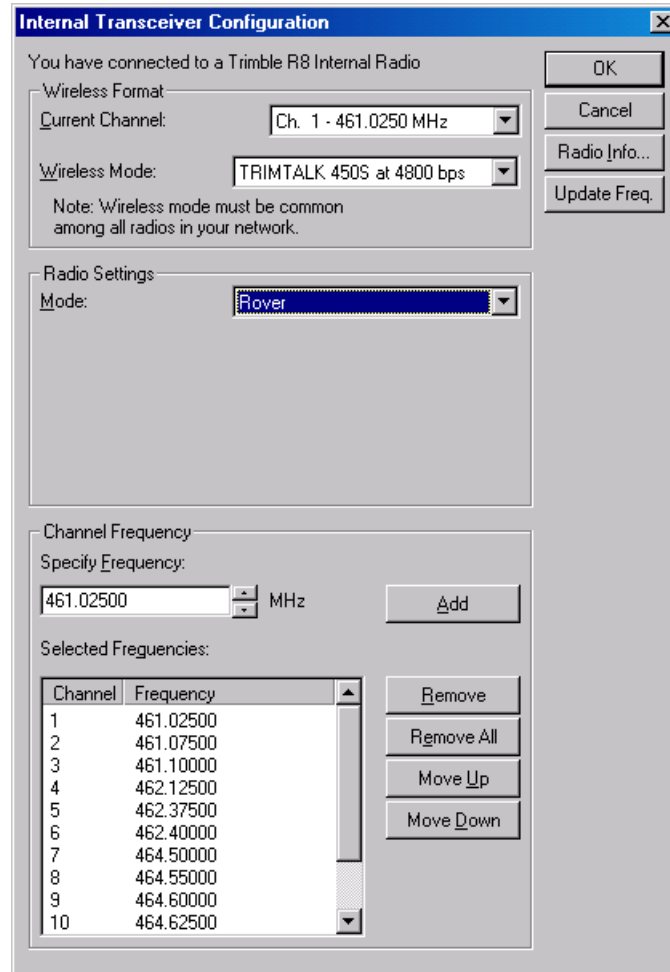 Internal Transceiver Configuration
You have connected to a Trimble R8 Internal Radio
OK
Cancel
Radio Info...
Update Freq.
Wireless Format
Current Channel: Ch. 1 - 461.0250 MHz
Wireless Mode: TRIMTALK 450S at 4800 bps
Note: Wireless mode must be common
among all radios in your network.
Radio Settings
Mode: Rover
Channel Frequency
Specify Frequency:
461.02500 MHz Add
Selected Freguencies:
Channel Frequency
1 461.02500
2 461.07500
3 461.10000
4 462.12500
5 462.37500
6 462.40000
7 464.50000
8 464.55000
9 464.60000
10 464.62500
Remove
Remove All
Move Up
Move Down